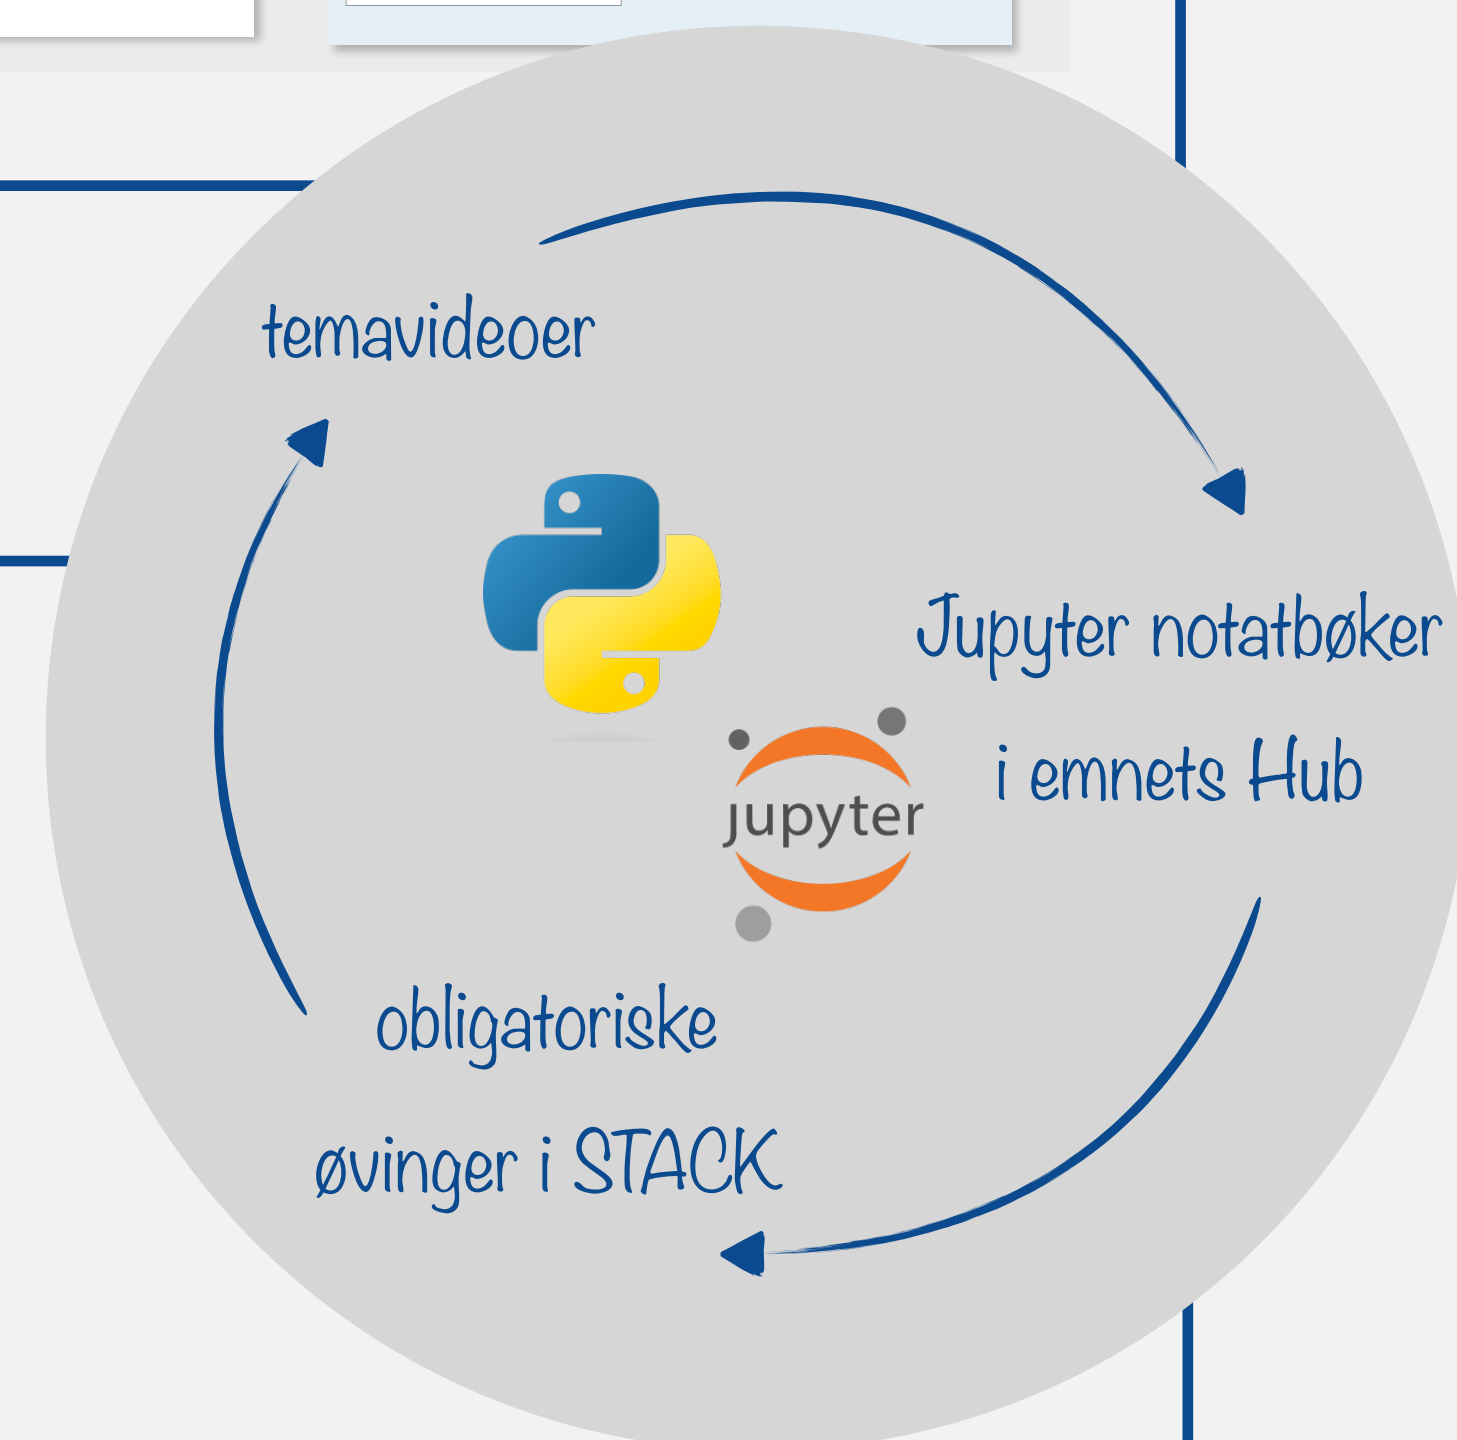 temavideoer
Jupyter notatbøker
i emnets Hub
jupyter
obligatoriske
øvinger i STACK